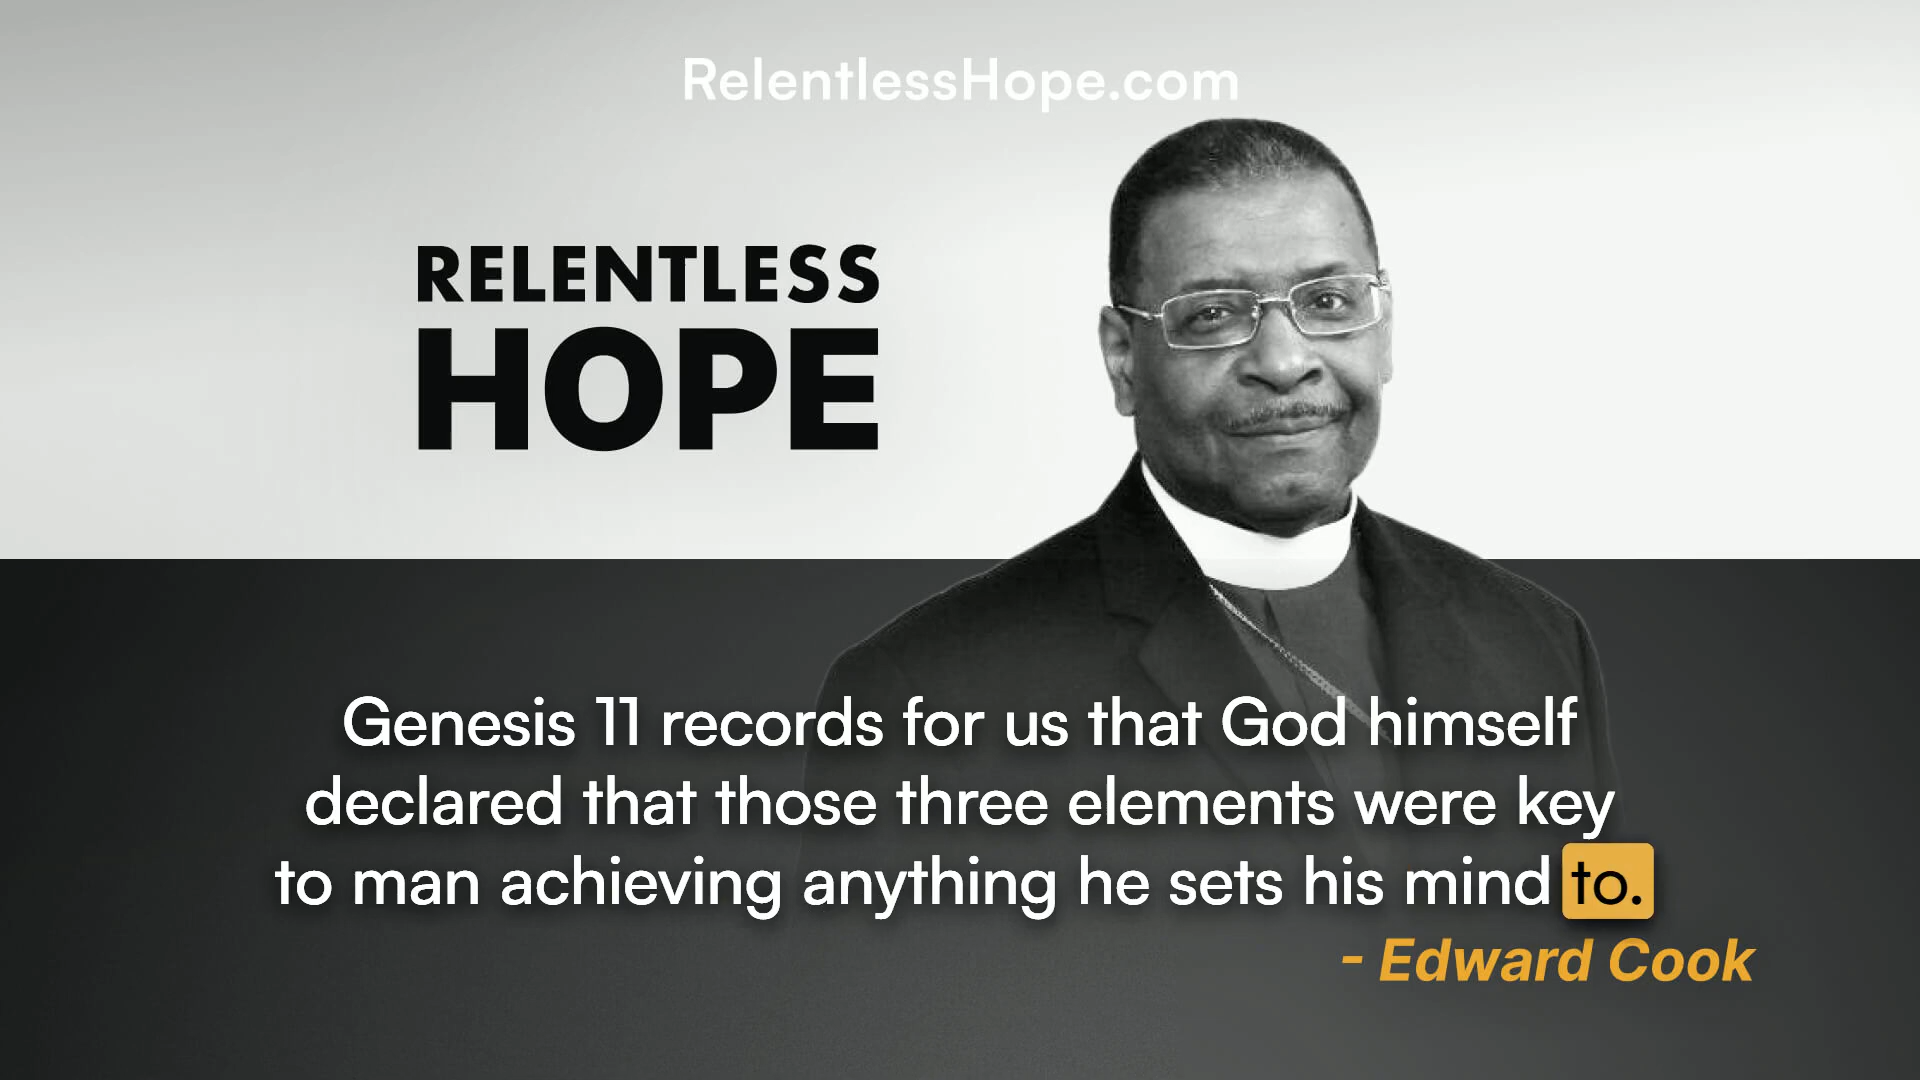 RelentlessHope.com
RELENTLESS
HOPE
Genesis 11 records for us that God himself
declared that those three elements were key
to man achieving anything he sets his mind to.
- Edward Cook